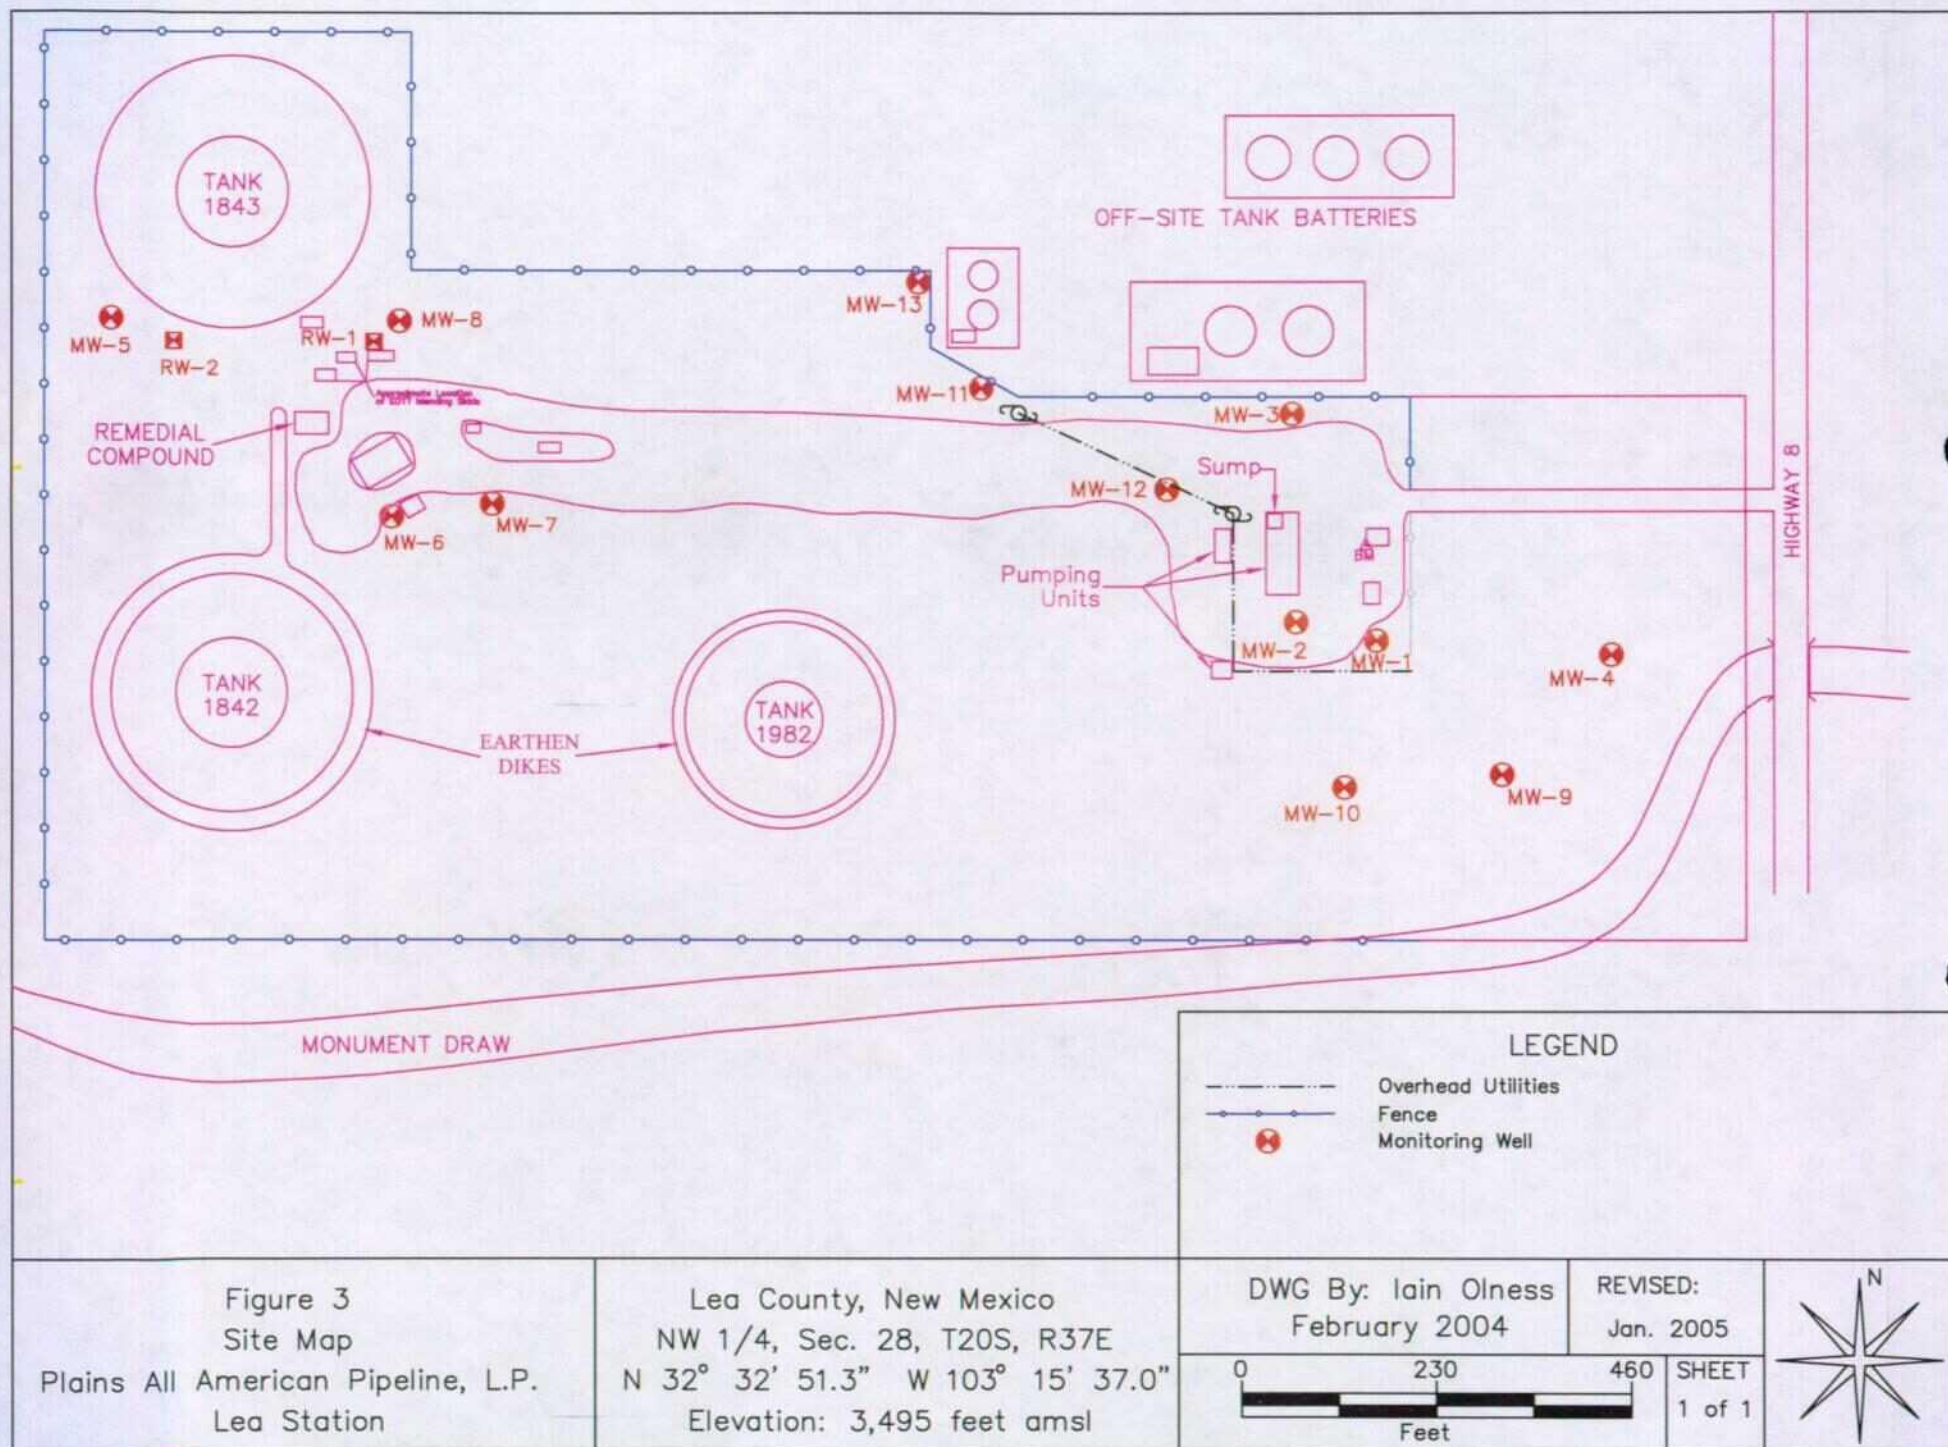 TANK
1843
OFF-SITE TANK BATTERIES
MW-13
MW-5
RW-2
RW-1
MW-8
Approximate Location
MW-11
MW-3
REMEDIAL
COMPOUND
HIGHWAY 8
Sump
MW-12
MW-7
MW-6
Pumping
Units
MW-2
MW-1
MW-4
TANK
1842
TANK
1982
EARTHEN
DIKES
MW-10
MW-9
MONUMENT DRAW
LEGEND
Overhead Utilities
Fence
Monitoring Well
Figure 3
Site Map
Plains All American Pipeline, L.P.
Lea Station
Lea County, New Mexico
NW 1/4, Sec. 28, T20S, R37E
N 32° 32' 51.3" W 103° 15' 37.0"
Elevation: 3,495 feet amsl
DWG By: Iain Olness
February 2004
REVISED:
Jan. 2005
0 230 460
Feet
SHEET
1 of 1
N